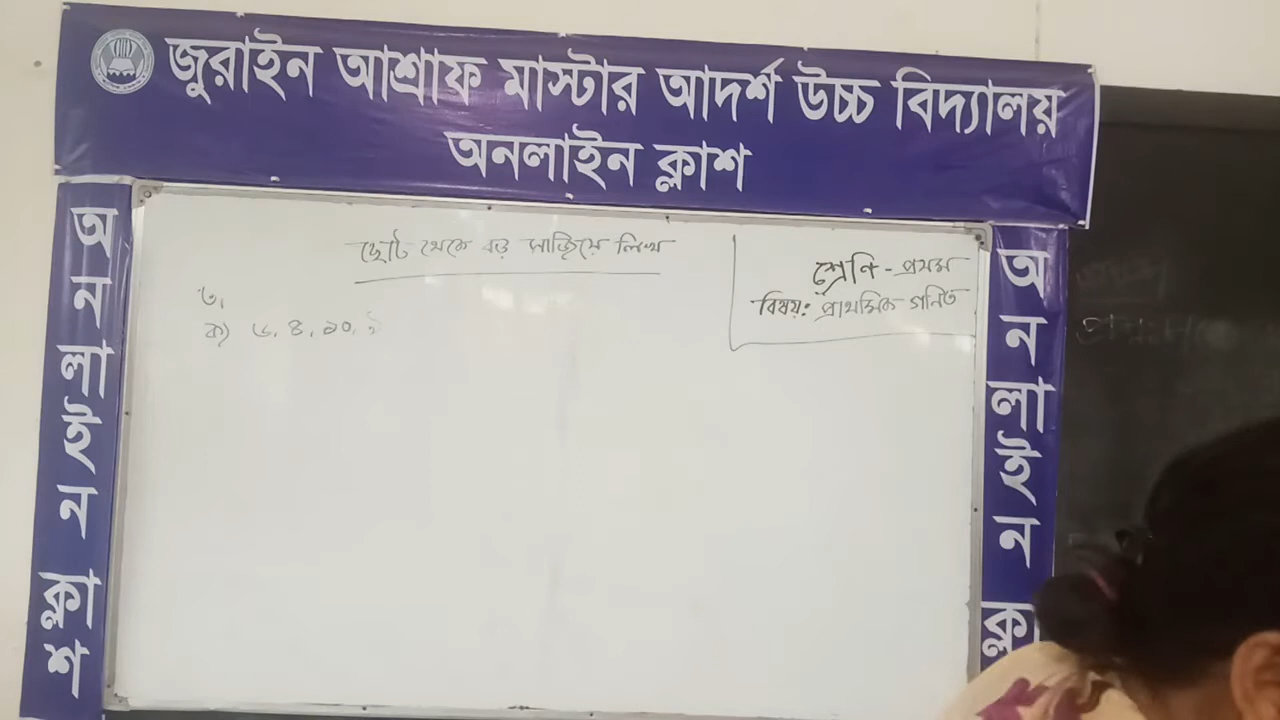 জুরাইন আশ্রাফ মাস্টার আদর্শ উচ্চ বিদ্যালয়
অনলাইন ক্লাশ
অনলাইন ক্লাশ
ছোট থেকে বড় সাজিয়ে লিখ
৩.
ক) ৬, ৪, ১০,
শ্রেণি - প্রথম
বিষয়: প্রাথমিক গনিত
অনলাইন ক্লা